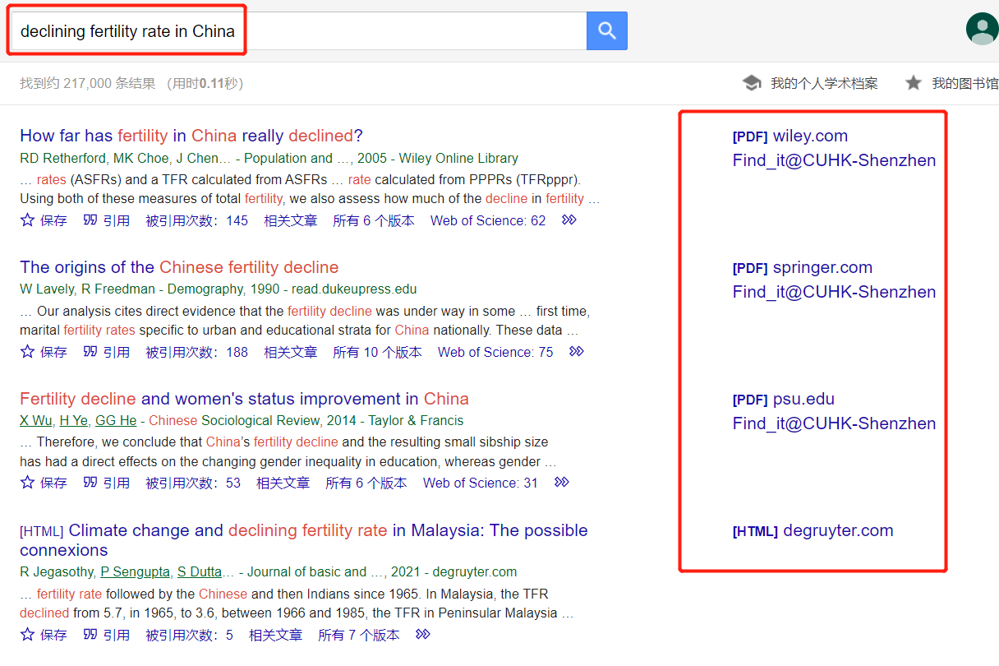 declining fertility rate in China
找到约 217,000 条结果 （用时0.11秒）
我的个人学术档案
我的图书馆
How far has fertility in China really declined?
[PDF] wiley.com
RD Retherford, MK Choe, J Chen… - Population and …, 2005 - Wiley Online Library
Find_it@CUHK-Shenzhen
… rates (ASFRs) and a TFR calculated from ASFRs … rate calculated from PPPRs (TFRpppr).
Using both of these measures of total fertility, we also assess how much of the decline in fertility …
保存 引用 被引用次数：145 相关文章 所有 6 个版本 Web of Science: 62
The origins of the Chinese fertility decline
[PDF] springer.com
W Lavely, R Freedman - Demography, 1990 - read.dukeupress.edu
Find_it@CUHK-Shenzhen
… Our analysis cites direct evidence that the fertility decline was under way in some … first time,
marital fertility rates specific to urban and educational strata for China nationally. These data …
保存 引用 被引用次数：188 相关文章 所有 10 个版本 Web of Science: 75
Fertility decline and women's status improvement in China
[PDF] psu.edu
X Wu, H Ye, GG He - Chinese Sociological Review, 2014 - Taylor & Francis
Find_it@CUHK-Shenzhen
… Therefore, we conclude that China's fertility decline and the resulting small sibship size
has had a direct effects on the changing gender inequality in education, whereas gender …
保存 引用 被引用次数：53 相关文章 所有 6 个版本 Web of Science: 31
[HTML] Climate change and declining fertility rate in Malaysia: The possible
connexions
[HTML] degruyter.com
R Jegasothy, P Sengupta, S Dutta… - Journal of basic and …, 2021 - degruyter.com
… fertility rate followed by the Chinese and then Indians since 1965. In Malaysia, the TFR
declined from 5.7, in 1965, to 3.6, between 1966 and 1985, the TFR in Peninsular Malaysia …
保存 引用 被引用次数：5 相关文章 所有 7 个版本